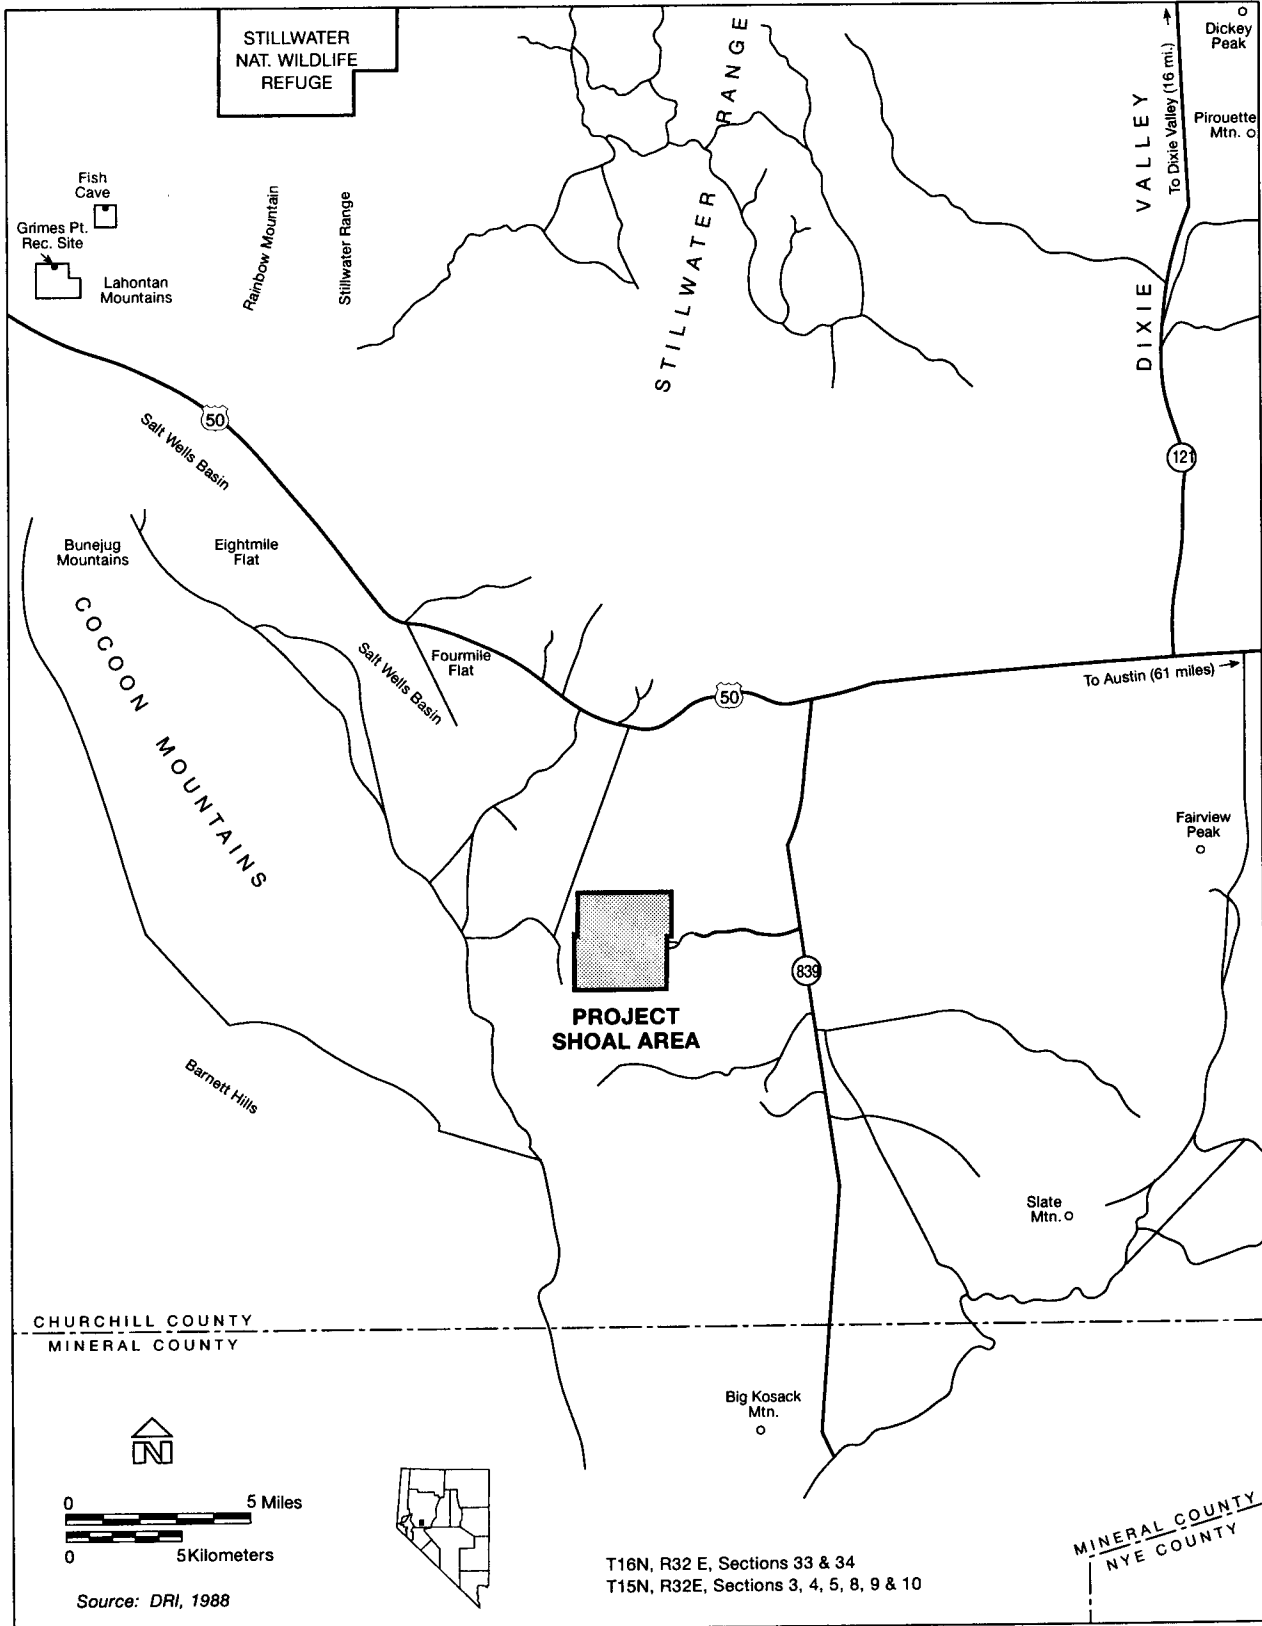 STILLWATER
NAT. WILDLIFE
REFUGE
STILLWATER RANGE
DIXIE VALLEY
To Dixie Valley (16 mi.)
Dickey
Peak
Pirouette
Mtn.
Fish
Cave
Grimes Pt.
Rec. Site
Lahontan
Mountains
Rainbow Mountain
Stillwater Range
50
Salt Wells Basin
121
Bunejug
Mountains
Eightmile
Flat
COCOON MOUNTAINS
Salt Wells Basin
Fourmile
Flat
50
To Austin (61 miles)
Fairview
Peak
839
PROJECT
SHOAL AREA
Barnett Hills
Slate
Mtn.
CHURCHILL COUNTY
MINERAL COUNTY
Big Kosack
Mtn.
N
0 5 Miles
0 5 Kilometers
Source: DRI, 1988
T16N, R32 E, Sections 33 & 34
T15N, R32E, Sections 3, 4, 5, 8, 9 & 10
MINERAL COUNTY
NYE COUNTY